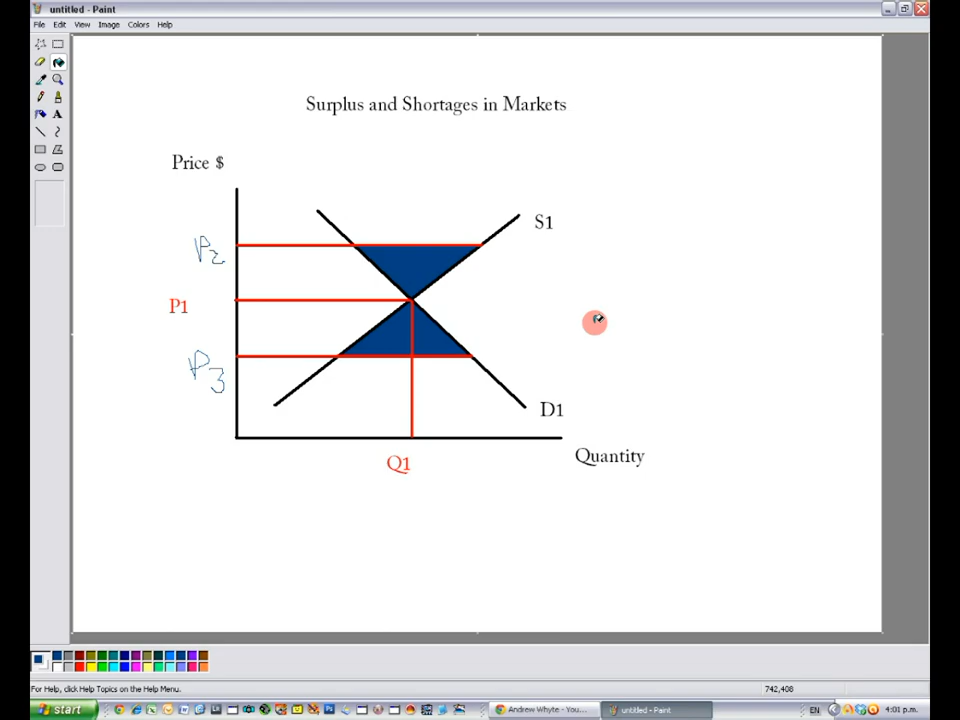 untitled - Paint
File Edit View Image Colors Help
Surplus and Shortages in Markets
Price $
S1
P2
P1
P3
D1
Q1
Quantity
For Help, click Help Topics on the Help Menu.
742,408
start
Andrew Whyte - You...
untitled - Paint
EN
4:01 p.m.